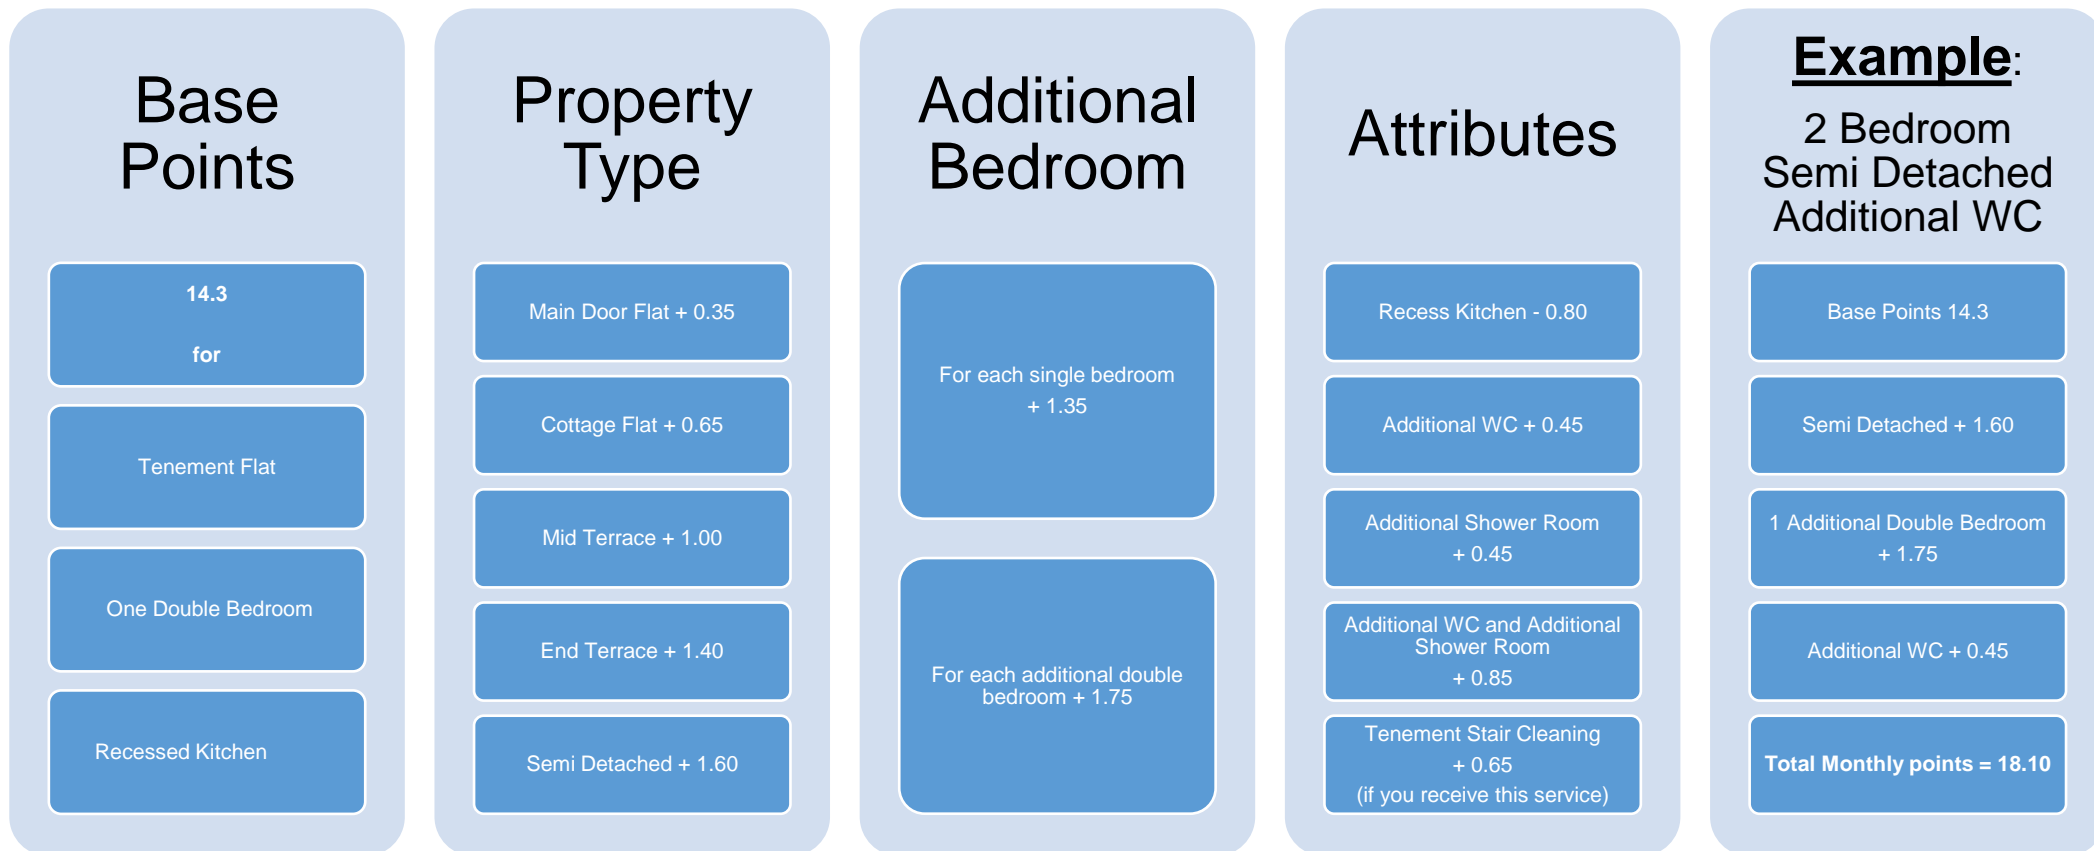 Base
Points
14.3
for
Tenement Flat
One Double Bedroom
Recessed Kitchen
Property
Type
Main Door Flat + 0.35
Cottage Flat + 0.65
Mid Terrace + 1.00
End Terrace + 1.40
Semi Detached + 1.60
Additional
Bedroom
For each single bedroom
+ 1.35
For each additional double
bedroom + 1.75
Attributes
Recess Kitchen - 0.80
Additional WC + 0.45
Additional Shower Room
+ 0.45
Additional WC and Additional
Shower Room
+ 0.85
Tenement Stair Cleaning
+ 0.65
(if you receive this service)
Example:
2 Bedroom
Semi Detached
Additional WC
Base Points 14.3
Semi Detached + 1.60
1 Additional Double Bedroom
+ 1.75
Additional WC + 0.45
Total Monthly points = 18.10